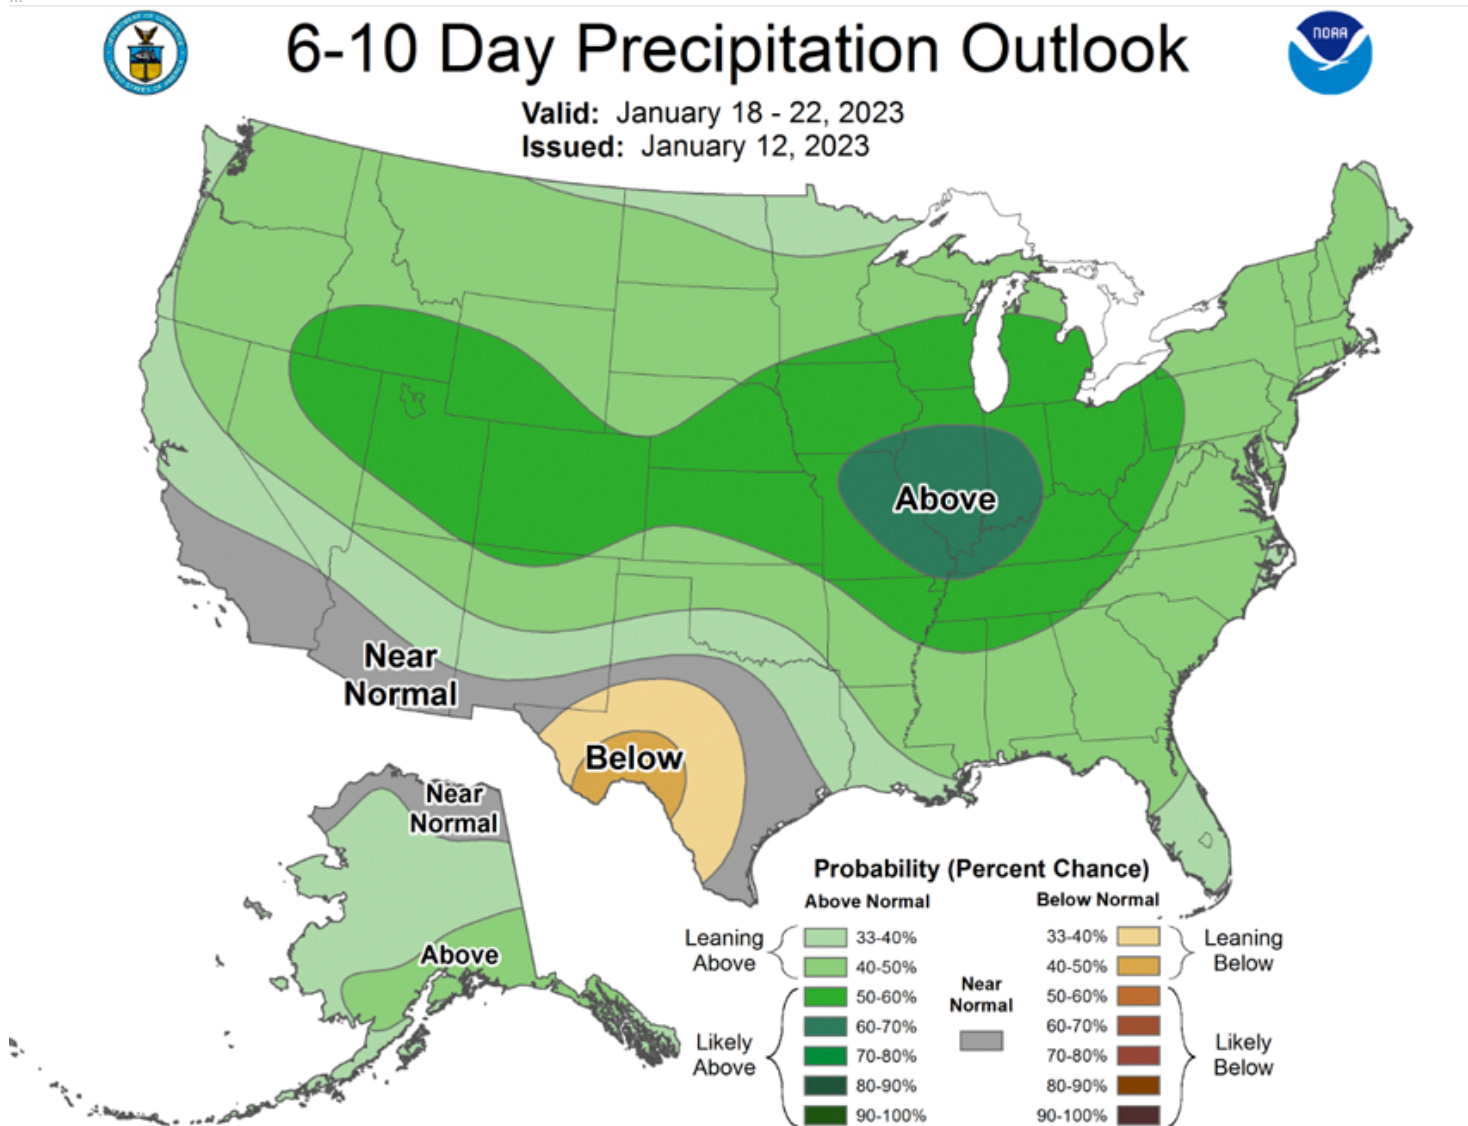 ...
6-10 Day Precipitation Outlook
NOAA
Valid: January 18 - 22, 2023
Issued: January 12, 2023
Above
Near
Normal
Below
Near
Normal
Above
Probability (Percent Chance)
Above Normal
Below Normal
Leaning
Above
33-40%
40-50%
50-60%
60-70%
70-80%
80-90%
90-100%
Likely
Above
Near
Normal
33-40%
40-50%
50-60%
60-70%
70-80%
80-90%
90-100%
Leaning
Below
Likely
Below